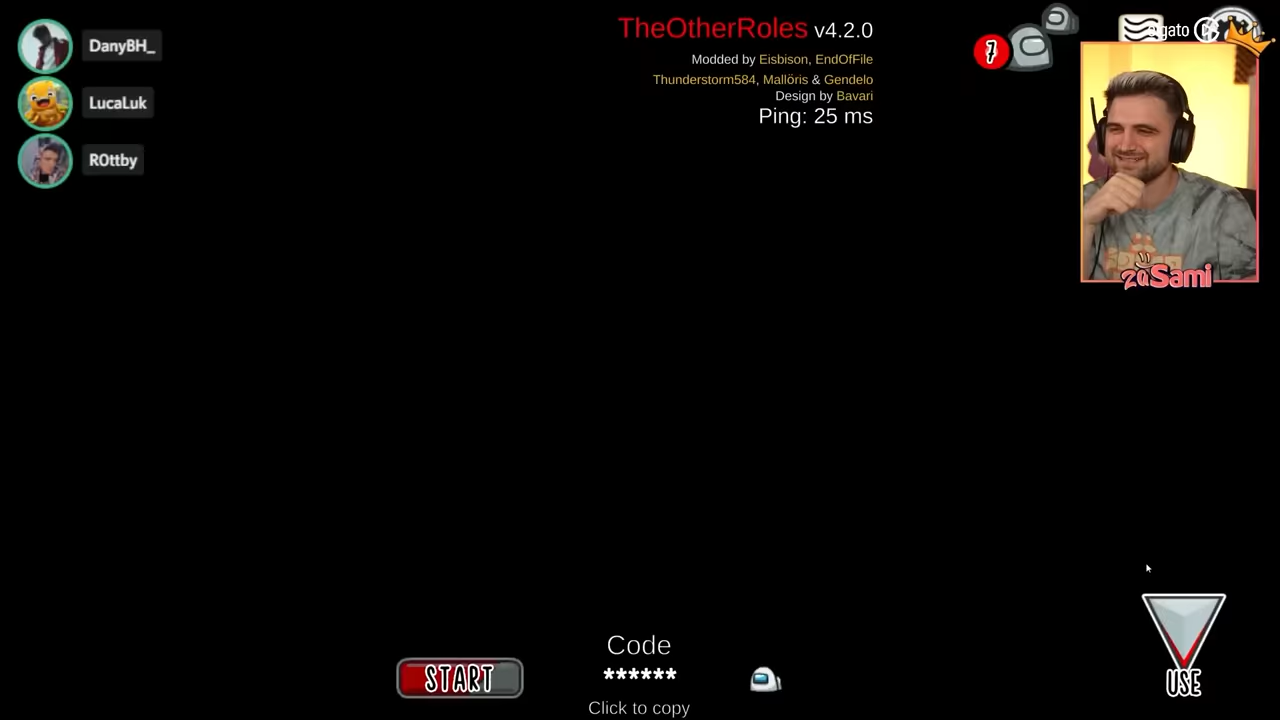 DanyBH_
LucaLuk
ROttby
TheOtherRoles v4.2.0
Modded by Eisbison, EndOfFile
Thunderstorm584, Mallöris & Gendelo
Design by Bavari
Ping: 25 ms
7
elgato
zaSami
START
Code
******
Click to copy
USE